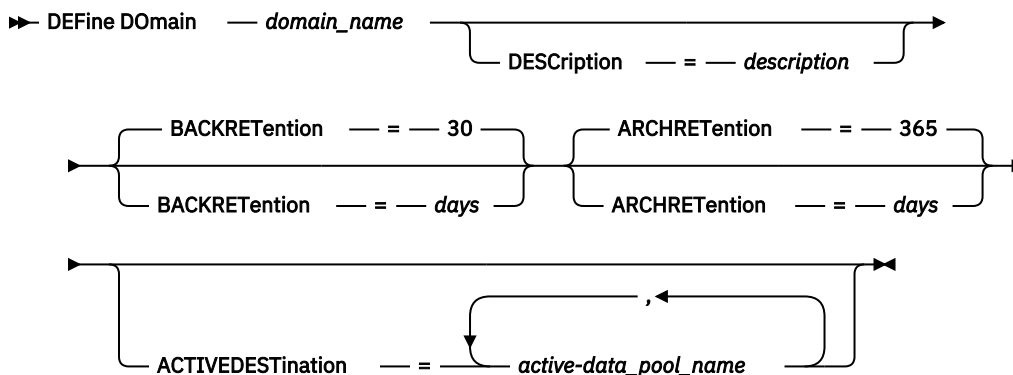 DEFine DOmain domain_name
DESCription = description
BACKRETention = 30 ARCHRETention = 365
BACKRETention = days ARCHRETention = days
,
ACTIVEDESTination = active-data_pool_name